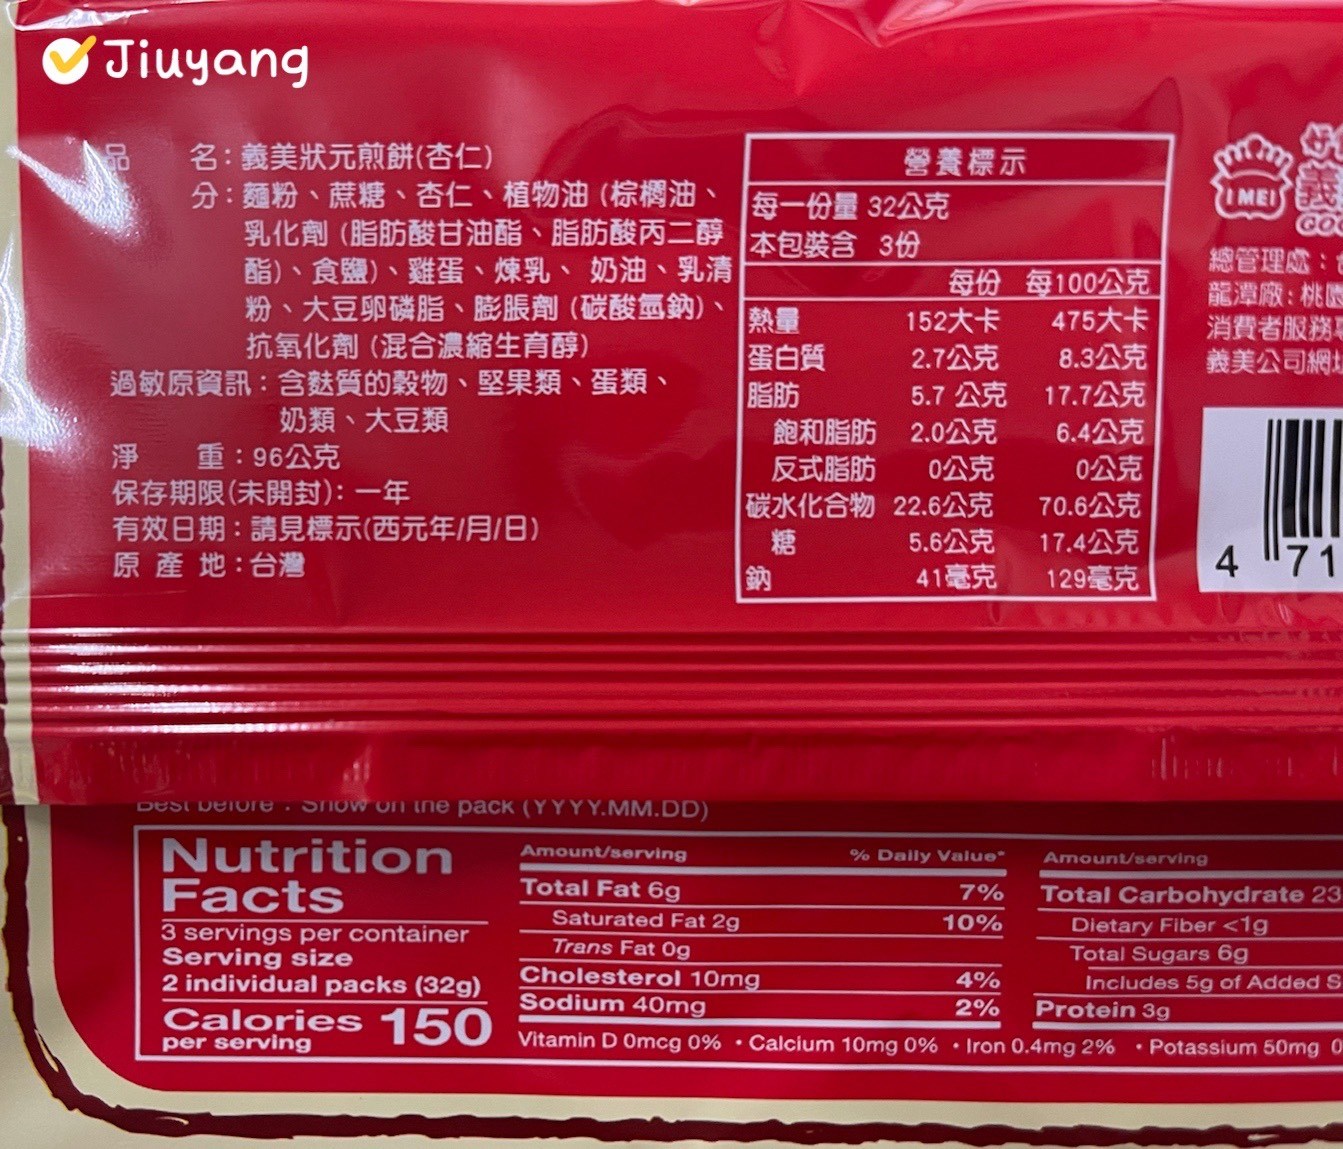 Jiuyang
品 名：義美狀元煎餅(杏仁)
分：麵粉、蔗糖、杏仁、植物油 (棕櫚油、
乳化劑 (脂肪酸甘油酯、脂肪酸丙二醇
酯)、食鹽)、雞蛋、煉乳、 奶油、乳清
粉、大豆卵磷脂、膨脹劑 (碳酸氫鈉)、
抗氧化劑 (混合濃縮生育醇)
過敏原資訊：含麩質的穀物、堅果類、蛋類、
奶類、大豆類
淨 重：96公克
保存期限(未開封)：一年
有效日期：請見標示(西元年/月/日)
原 產 地：台灣
營養標示
每一份量 32公克
本包裝含 3份
每份 每100公克
熱量 152大卡 475大卡
蛋白質 2.7公克 8.3公克
脂肪 5.7 公克 17.7公克
飽和脂肪 2.0公克 6.4公克
反式脂肪 0公克 0公克
碳水化合物 22.6公克 70.6公克
糖 5.6公克 17.4公克
鈉 41毫克 129毫克
I MEI
義
總管理處：
龍潭廠：桃
消費者服務
義美公司網
4 71
Best before : Show on the pack (YYYY.MM.DD)
Nutrition
Facts
3 servings per container
Serving size
2 individual packs (32g)
Calories 150
per serving
Amount/serving % Daily Value*
Total Fat 6g 7%
Saturated Fat 2g 10%
Trans Fat 0g
Cholesterol 10mg 4%
Sodium 40mg 2%
Amount/serving
Total Carbohydrate 23
Dietary Fiber <1g
Total Sugars 6g
Includes 5g of Added S
Protein 3g
Vitamin D 0mcg 0% • Calcium 10mg 0% • Iron 0.4mg 2% • Potassium 50mg 0